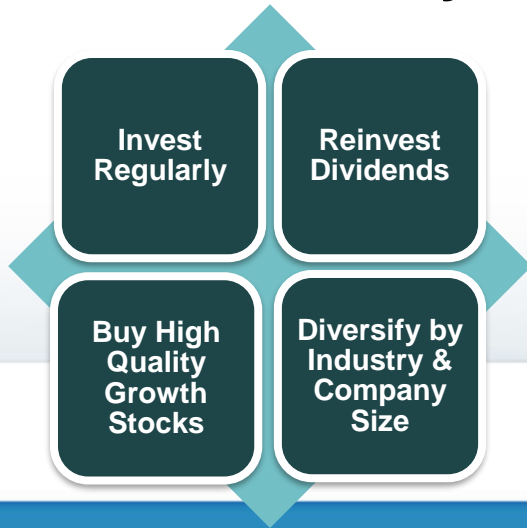 Invest
Regularly
Reinvest
Dividends
Buy High
Quality
Growth
Stocks
Diversify by
Industry &
Company
Size